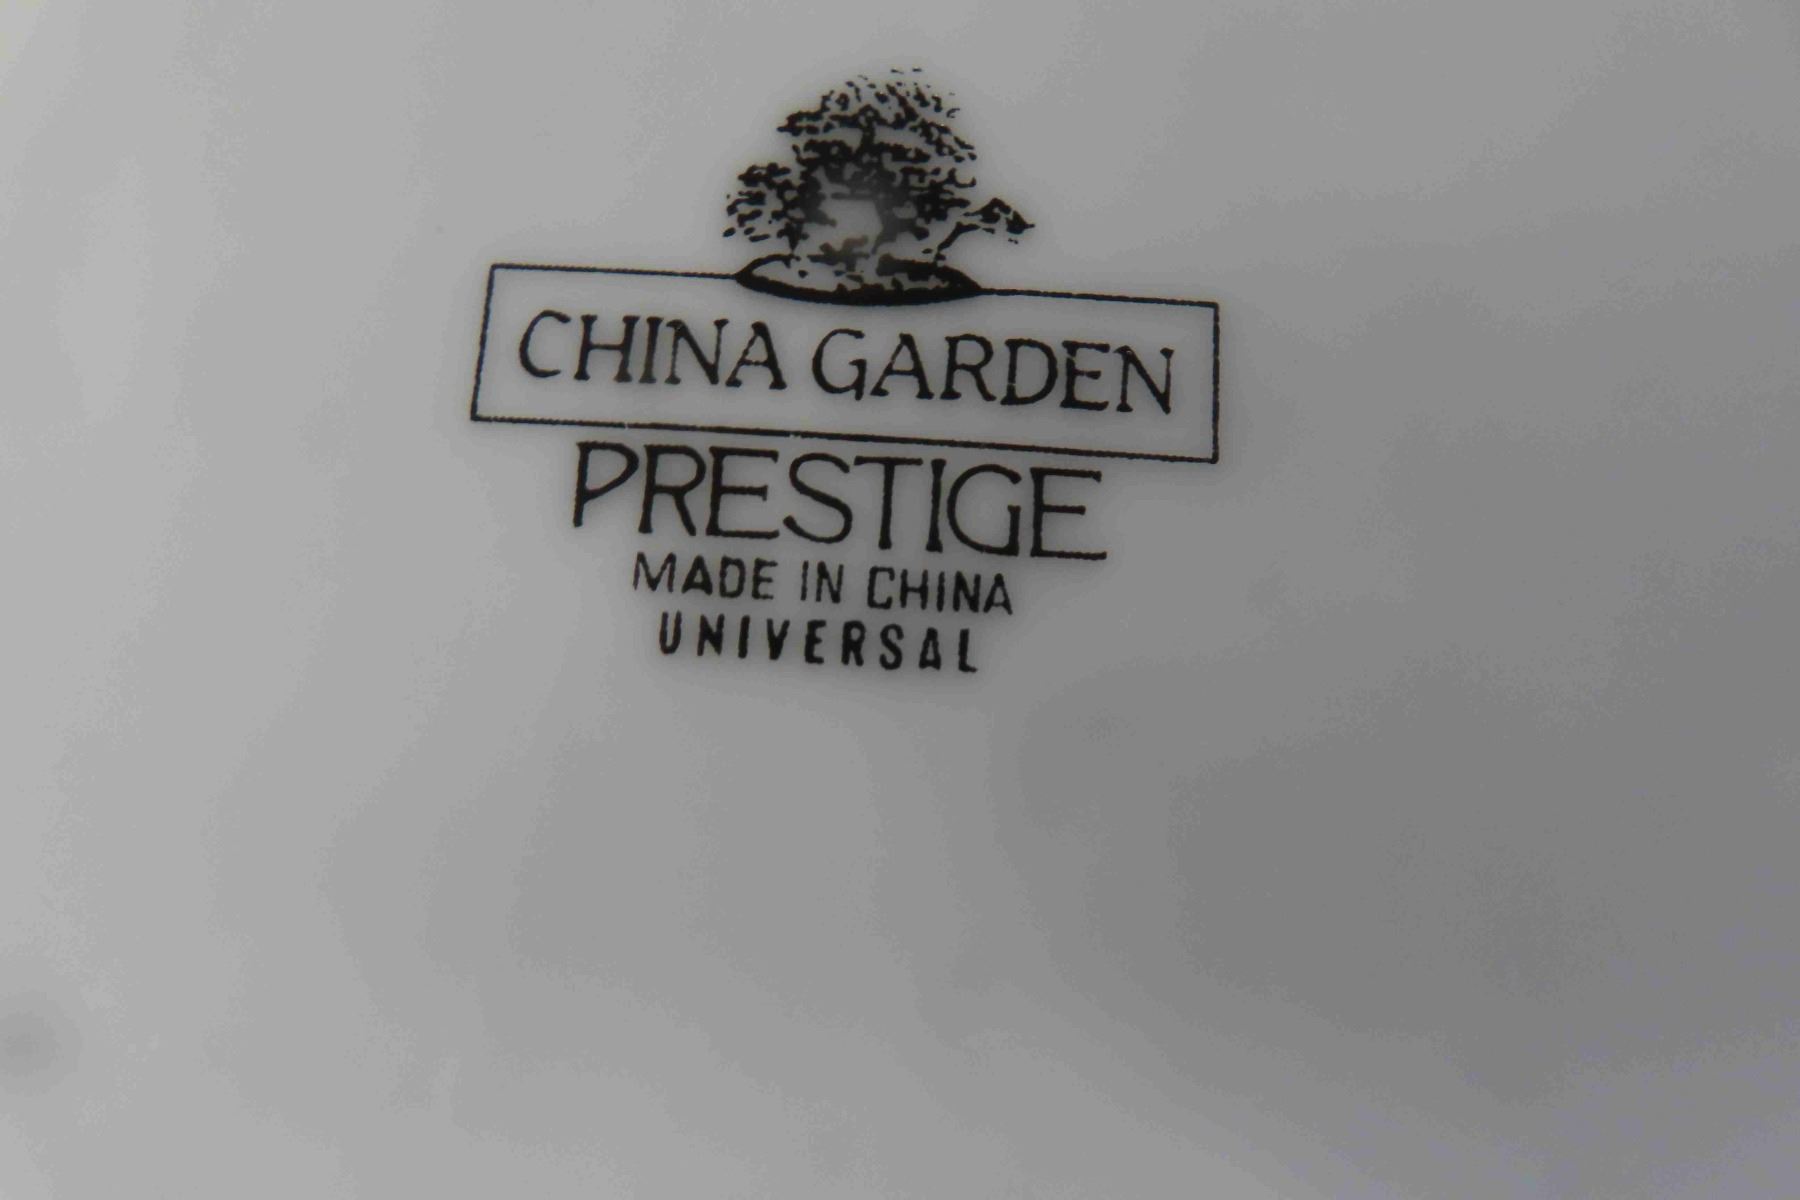 CHINA GARDEN
PRESTIGE
MADE IN CHINA
UNIVERSAL